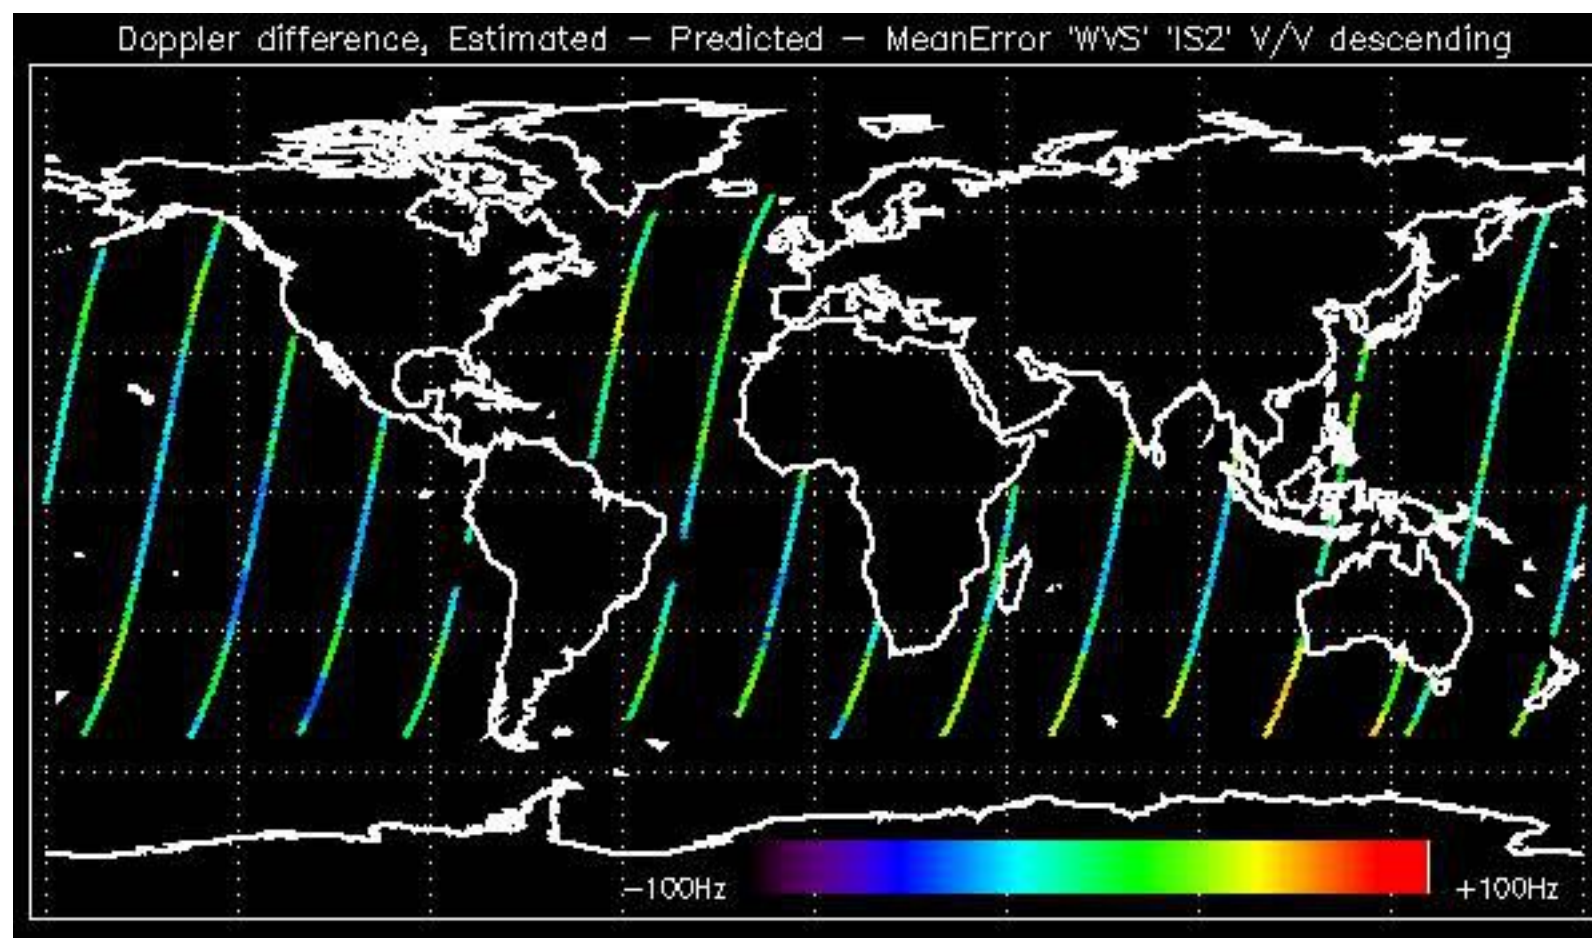 Doppler difference, Estimated − Predicted − MeanError 'WVS' 'IS2' V/V descending
−100Hz +100Hz